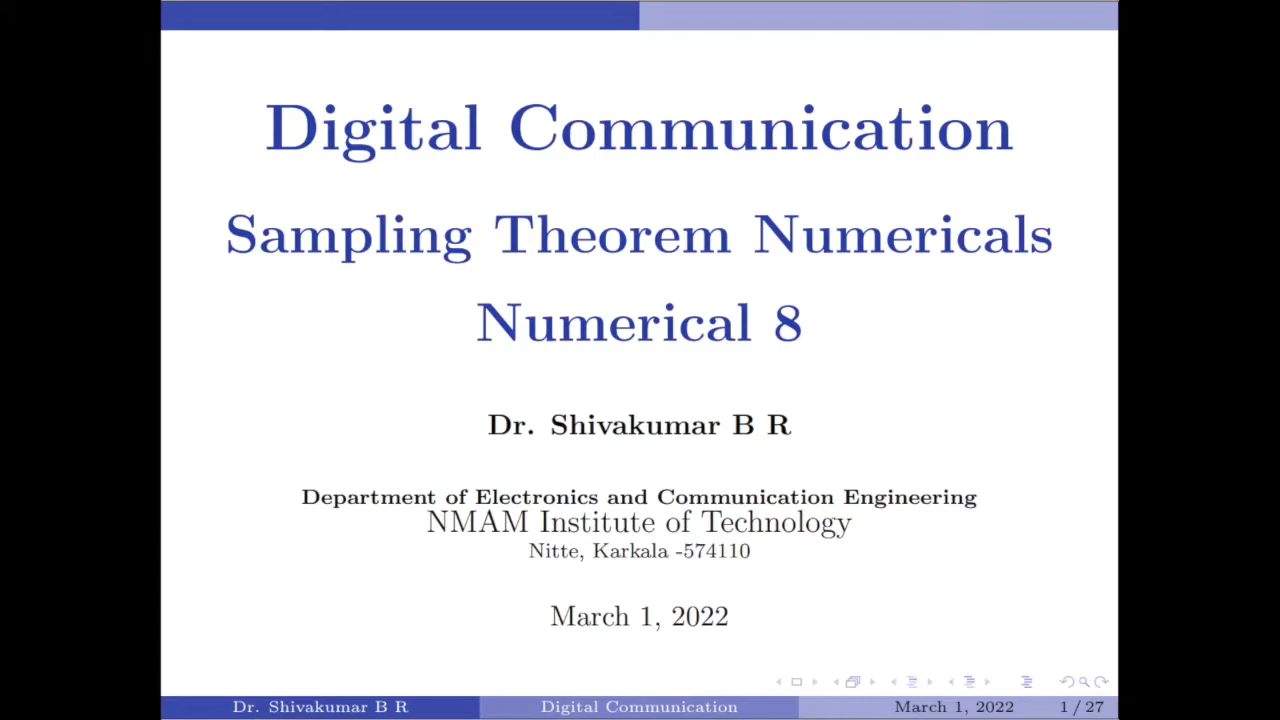 Digital Communication
Sampling Theorem Numericals
Numerical 8
Dr. Shivakumar B R
Department of Electronics and Communication Engineering
NMAM Institute of Technology
Nitte, Karkala -574110
March 1, 2022
Dr. Shivakumar B R Digital Communication March 1, 2022 1 / 27